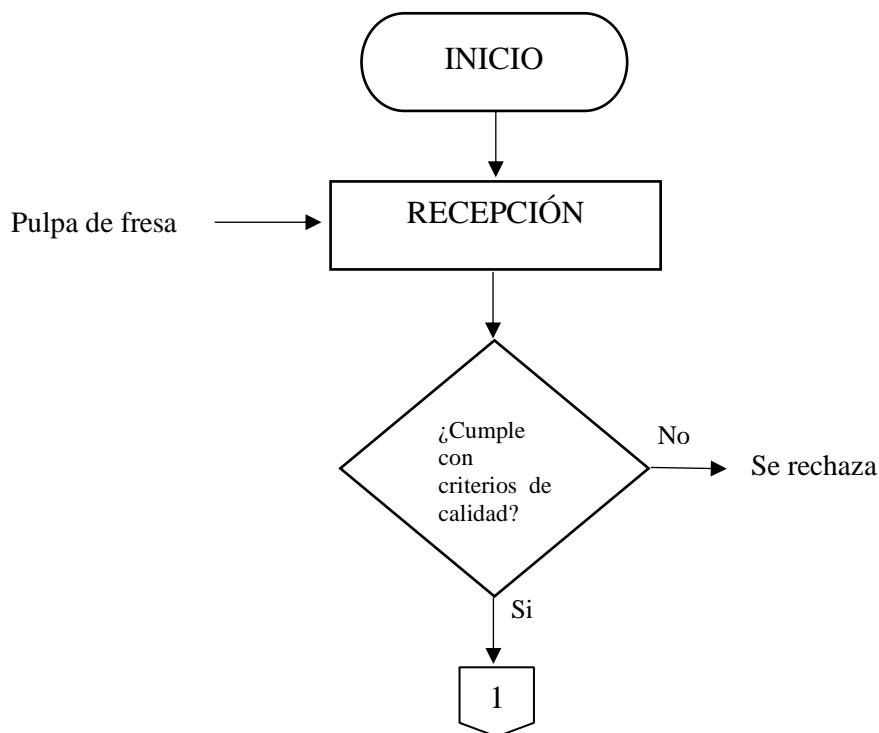 INICIO
RECEPCIÓN
Pulpa de fresa
¿Cumple
con
criterios de
calidad?
No
Se rechaza
Si
1